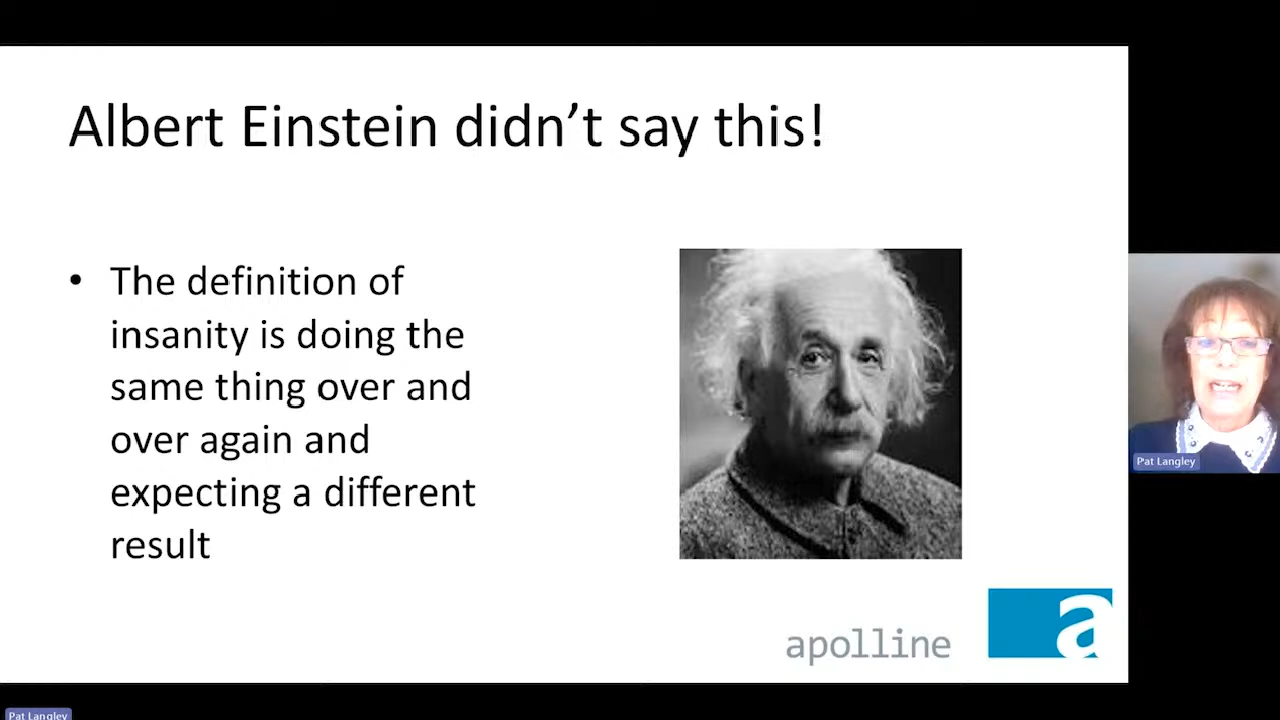 Albert Einstein didn’t say this!
• The definition of
insanity is doing the
same thing over and
over again and
expecting a different
result
apolline
a
Pat Langley
Pat Langley